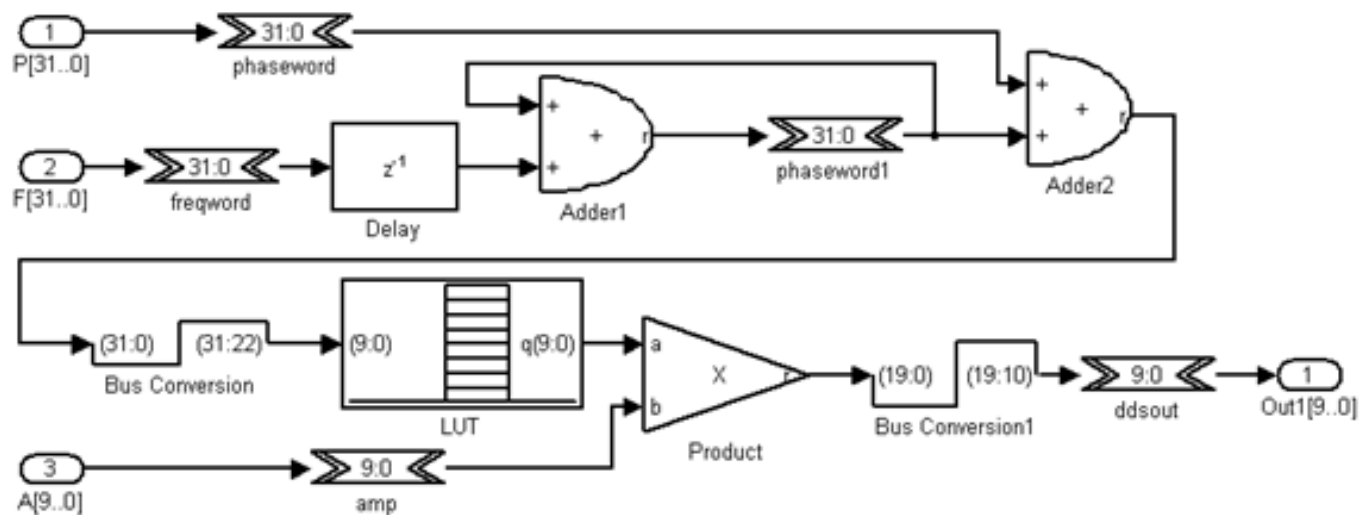 1
P[31..0]
31:0
phaseword
2
F[31..0]
31:0
freqword
z-1
Delay
+
+
+
r
Adder1
31:0
phaseword1
+
+
+
r
Adder2
(31:0)
(31:22)
Bus Conversion
(9:0)
q(9:0)
LUT
a
b
X
r
Product
(19:0)
(19:10)
Bus Conversion1
9:0
ddsout
1
Out1[9..0]
3
A[9..0]
9:0
amp